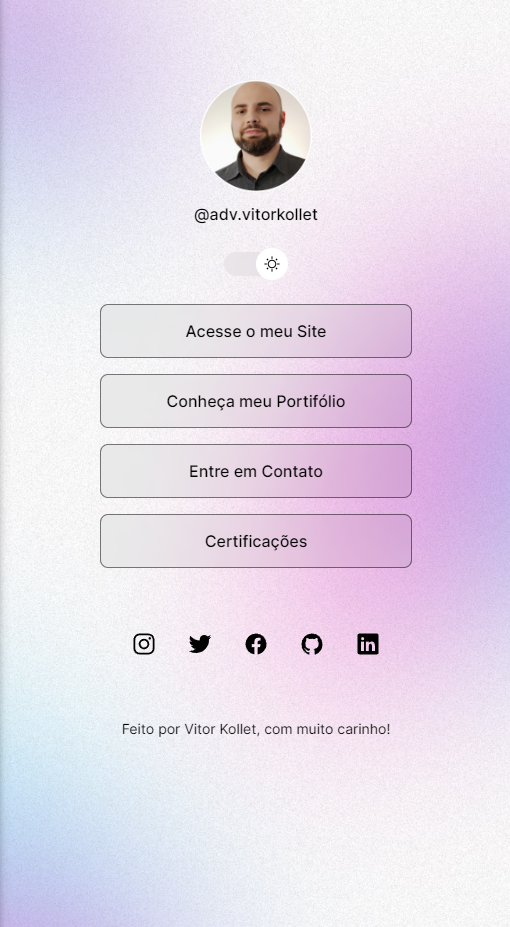 @adv.vitorkollet
Acesse o meu Site
Conheça meu Portifólio
Entre em Contato
Certificações
Feito por Vitor Kollet, com muito carinho!